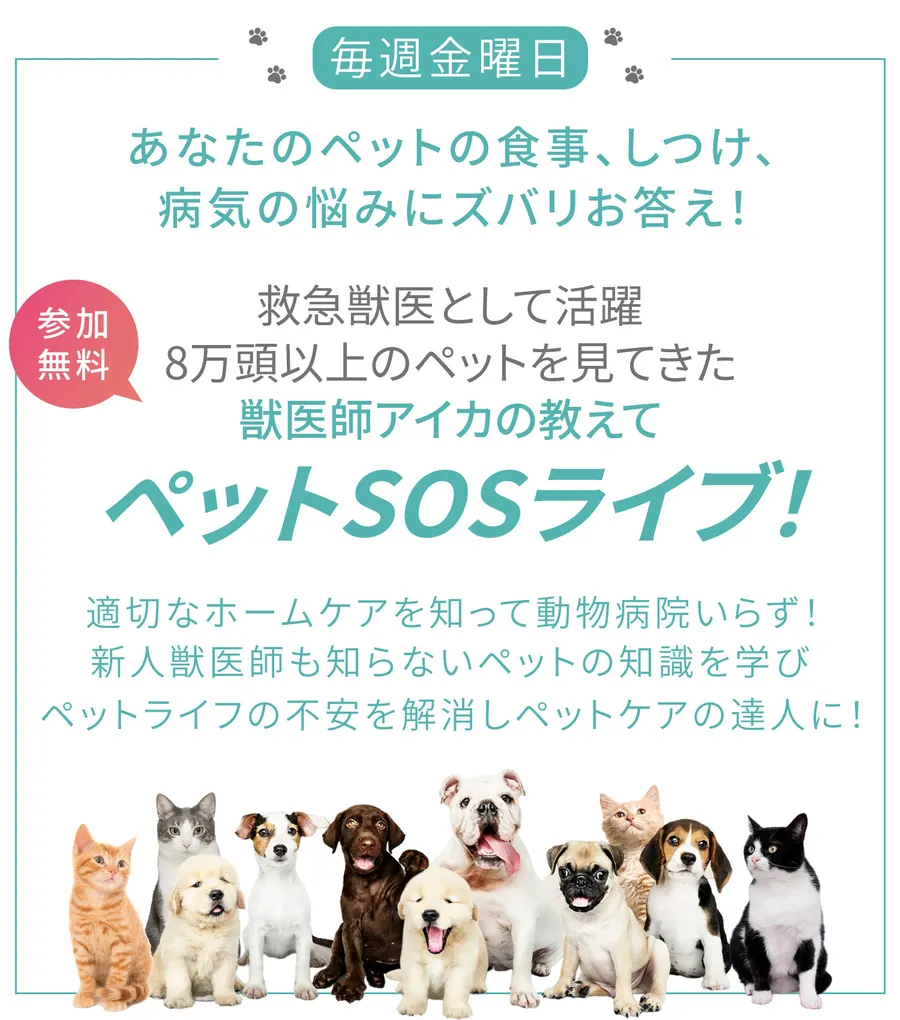 毎週金曜日
あなたのペットの食事、しつけ、
病気の悩みにズバリお答え！
参加
無料
救急獣医として活躍
8万頭以上のペットを見てきた
獣医師アイカの教えて
ペットSOSライブ！
適切なホームケアを知って動物病院いらず！
新人獣医師も知らないペットの知識を学び
ペットライフの不安を解消しペットケアの達人に！